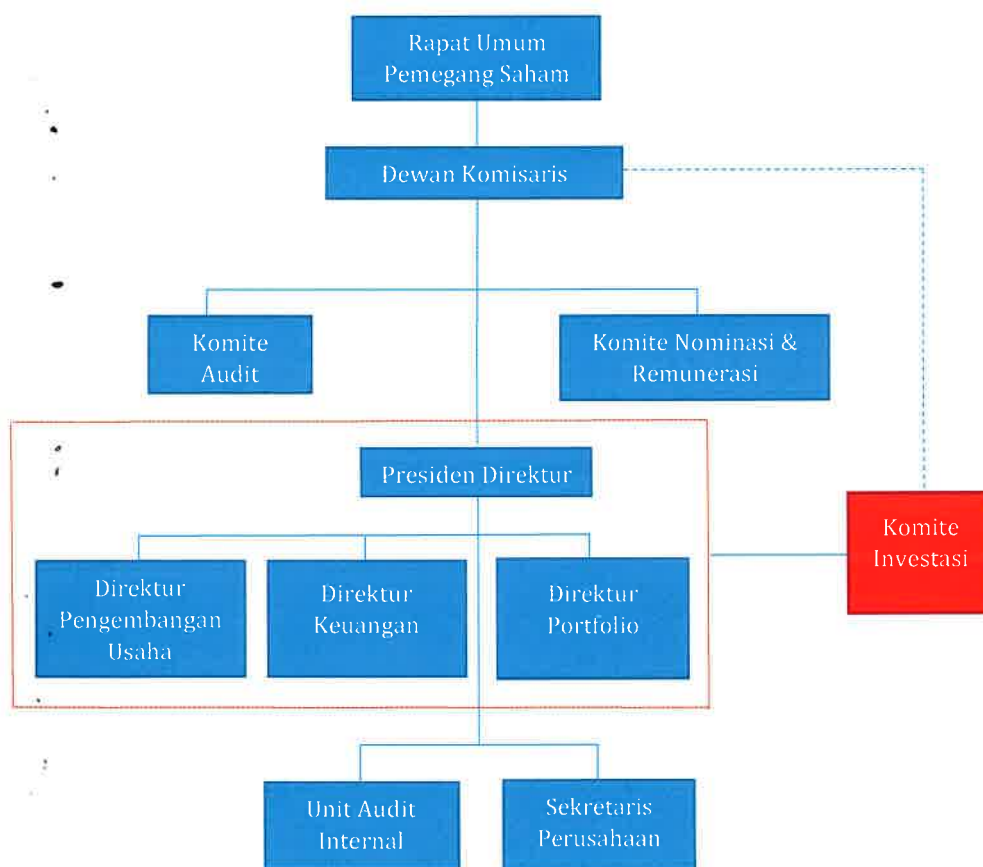 Rapat Umum
Pemegang Saham
Dewan Komisaris
Komite
Audit
Komite Nominasi &
Remunerasi
Presiden Direktur
Komite
Investasi
Direktur
Pengembangan
Usaha
Direktur
Keuangan
Direktur
Portfolio
Unit Audit
Internal
Sekretaris
Perusahaan